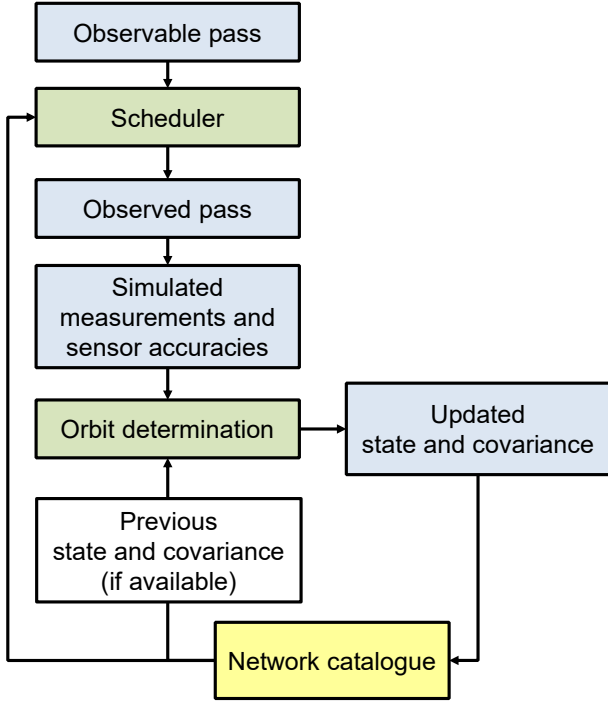 Observable pass
Scheduler
Observed pass
Simulated
measurements and
sensor accuracies
Orbit determination
Updated
state and covariance
Previous
state and covariance
(if available)
Network catalogue